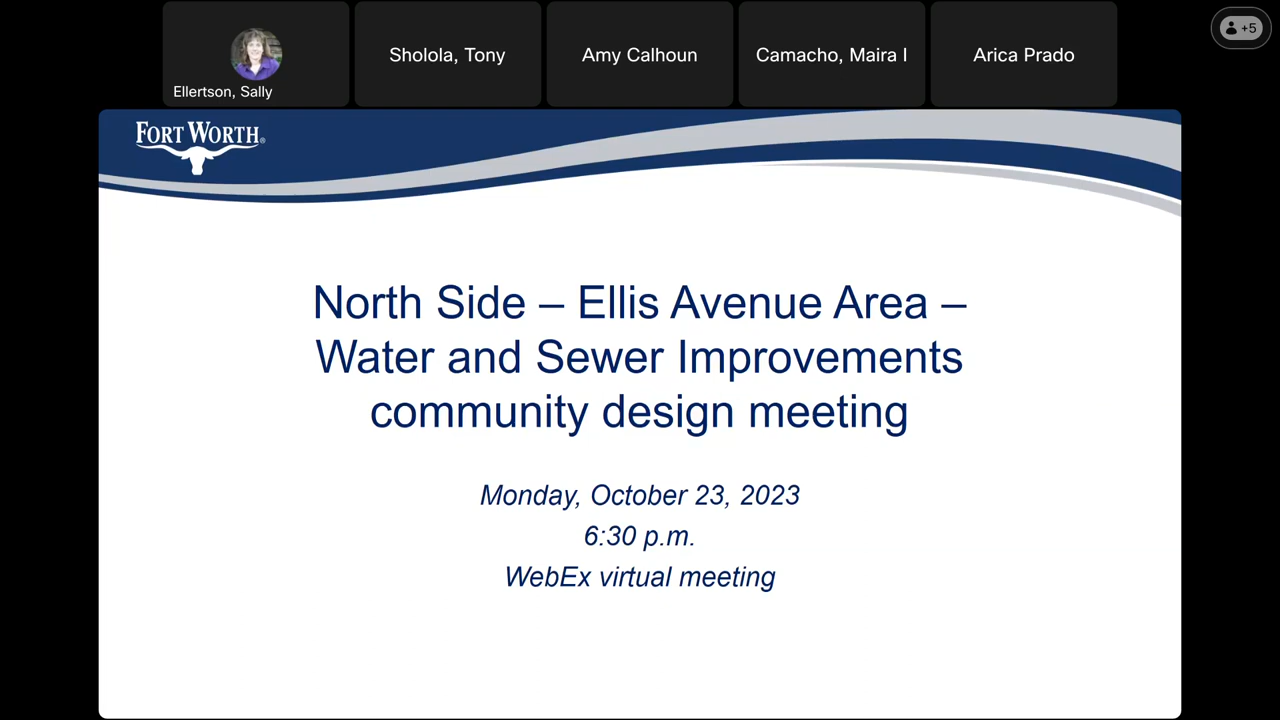 Ellertson, Sally
Sholola, Tony
Amy Calhoun
Camacho, Maira I
Arica Prado
+5
FORT WORTH®
North Side – Ellis Avenue Area –
Water and Sewer Improvements
community design meeting
Monday, October 23, 2023
6:30 p.m.
WebEx virtual meeting